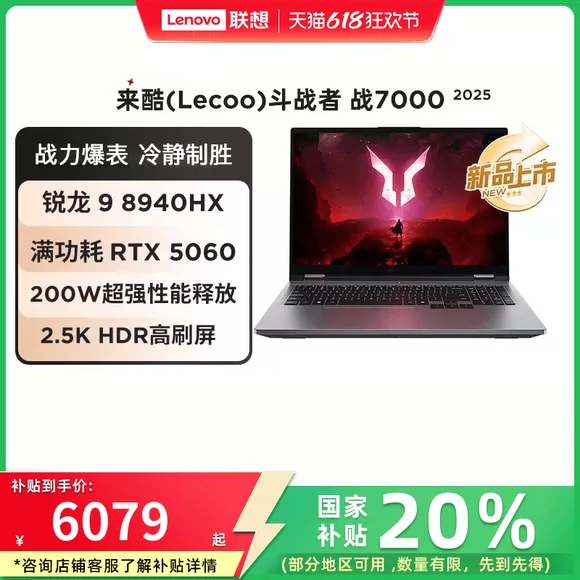 Lenovo 联想 天猫618狂欢节
来酷(Lecoo)斗战者 战7000 2025
战力爆表 冷静制胜
锐龙 9 8940HX
满功耗 RTX 5060
200W超强性能释放
2.5K HDR高刷屏
新品上市
NEW
补贴到手价:
¥6079起
*咨询店铺客服了解补贴详情
国家补贴 20%
(部分地区可用,数量有限,先到先得)